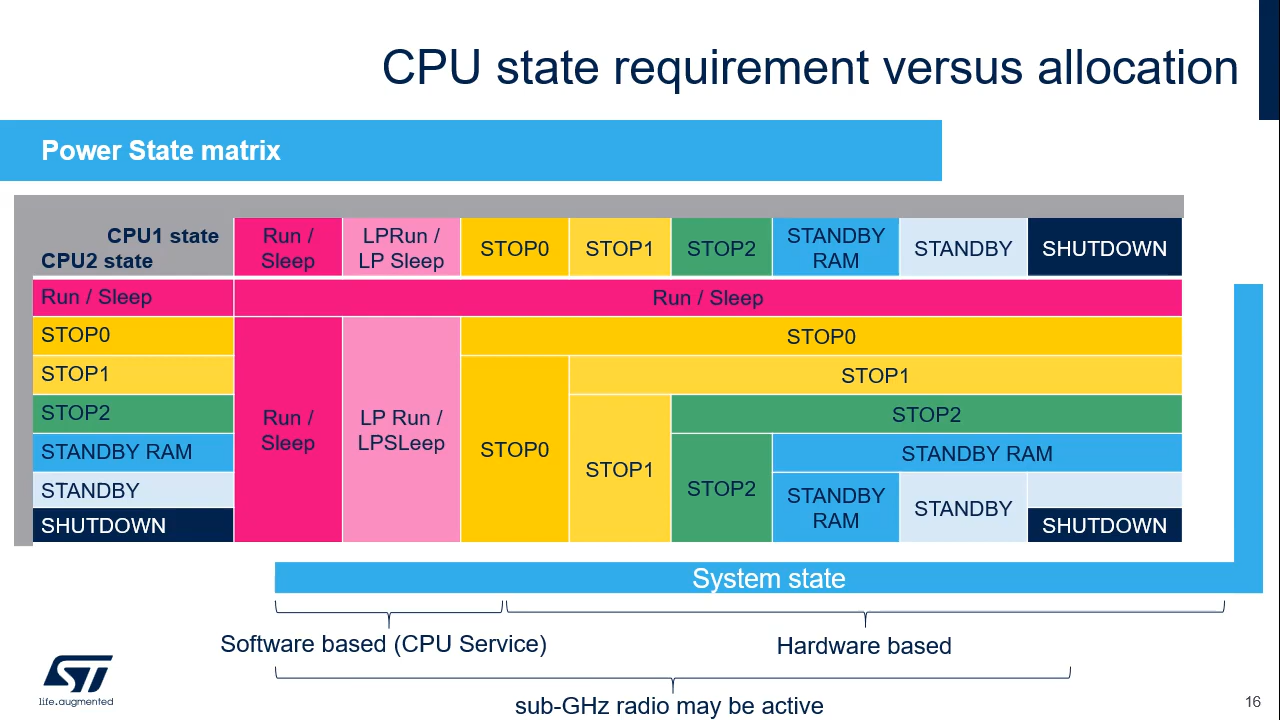 CPU state requirement versus allocation
Power State matrix
CPU1 state
CPU2 state
Run /
Sleep
LPRun /
LP Sleep
STOP0
STOP1
STOP2
STANDBY
RAM
STANDBY
SHUTDOWN
Run / Sleep
Run / Sleep
STOP0
STOP0
STOP1
STOP1
STOP2
STOP2
STANDBY RAM
STANDBY RAM
STANDBY
SHUTDOWN
Run /
Sleep
LP Run /
LPSLeep
STOP0
STOP1
STOP2
STANDBY
RAM
STANDBY
SHUTDOWN
System state
Software based (CPU Service)
Hardware based
sub-GHz radio may be active
ST
life.augmented
16